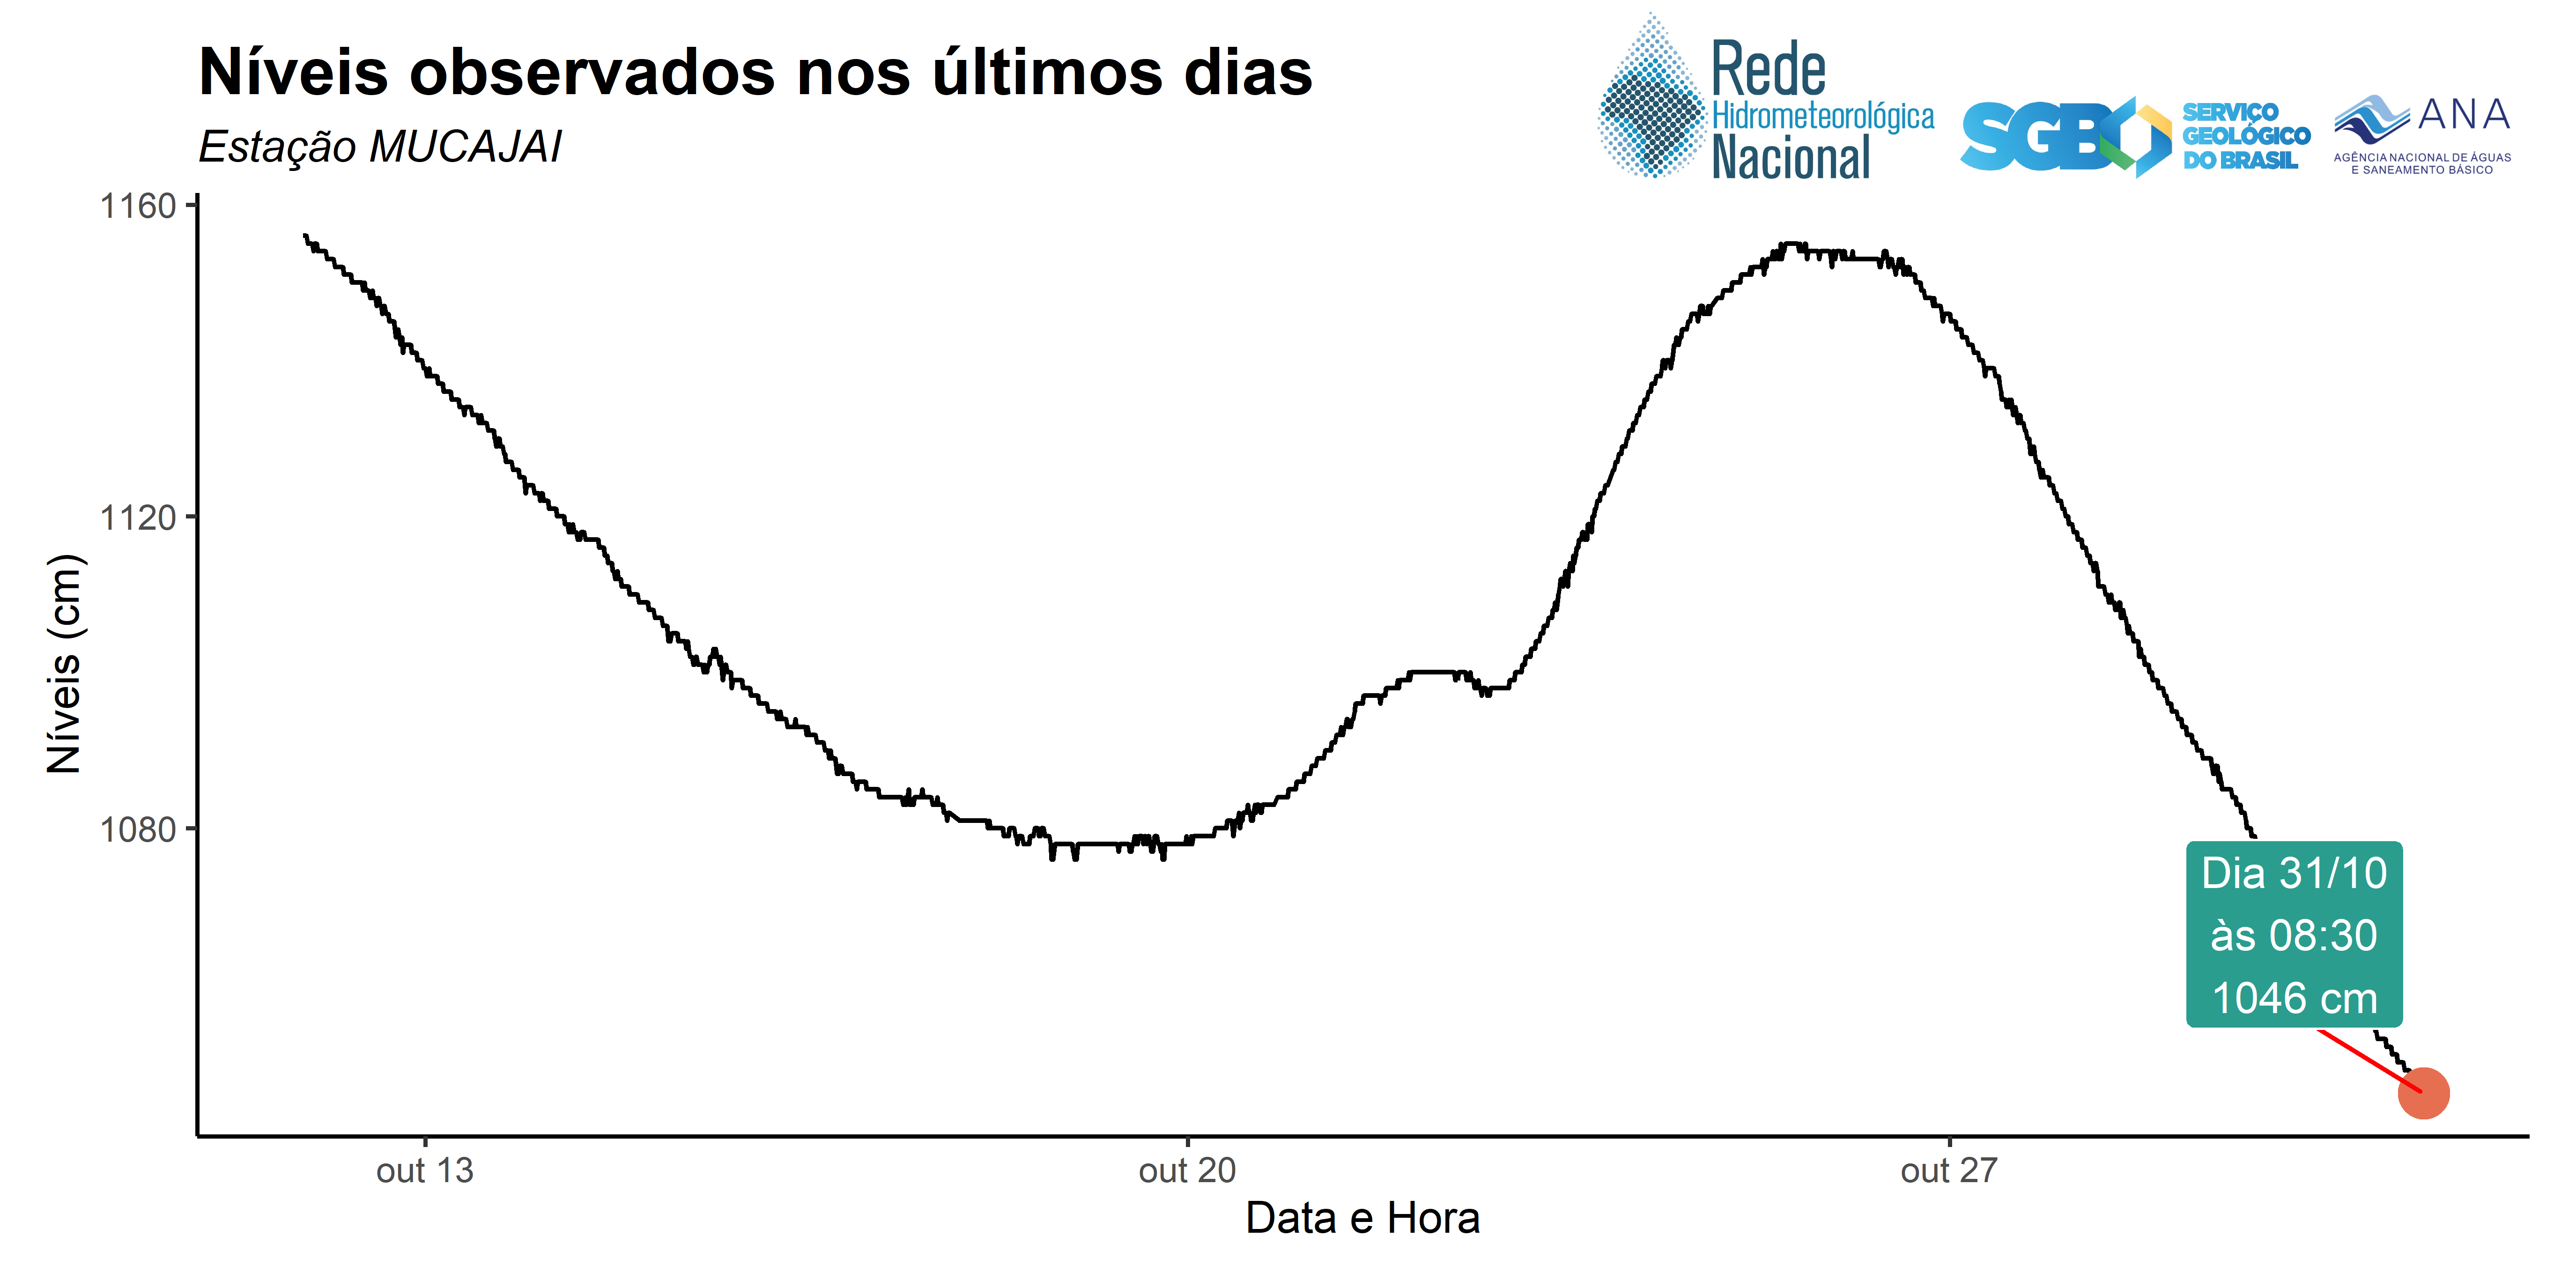 Níveis observados nos últimos dias
Estação MUCAJAI
Rede
Hidrometeorológica
Nacional
SGB
SERVIÇO
GEOLÓGICO
DO BRASIL
ANA
AGÊNCIA NACIONAL DE ÁGUAS
E SANEAMENTO BÁSICO
1160
1120
1080
Níveis (cm)
Dia 31/10
às 08:30
1046 cm
out 13
out 20
out 27
Data e Hora